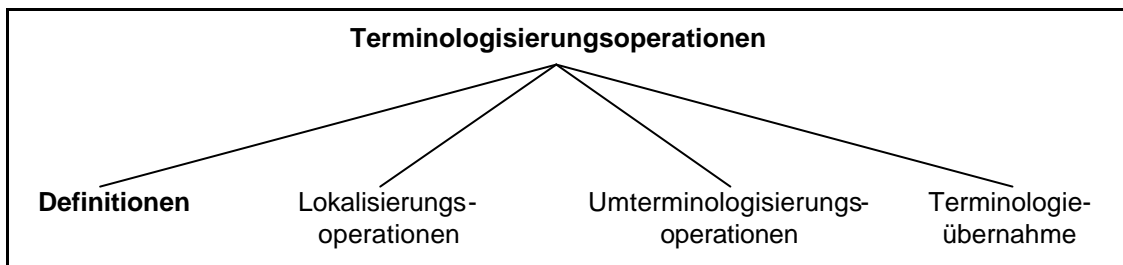 Terminologisierungsoperationen
Definitionen Lokalisierungs- Umterminologisierungs- Terminologie-
operationen operationen übernahme